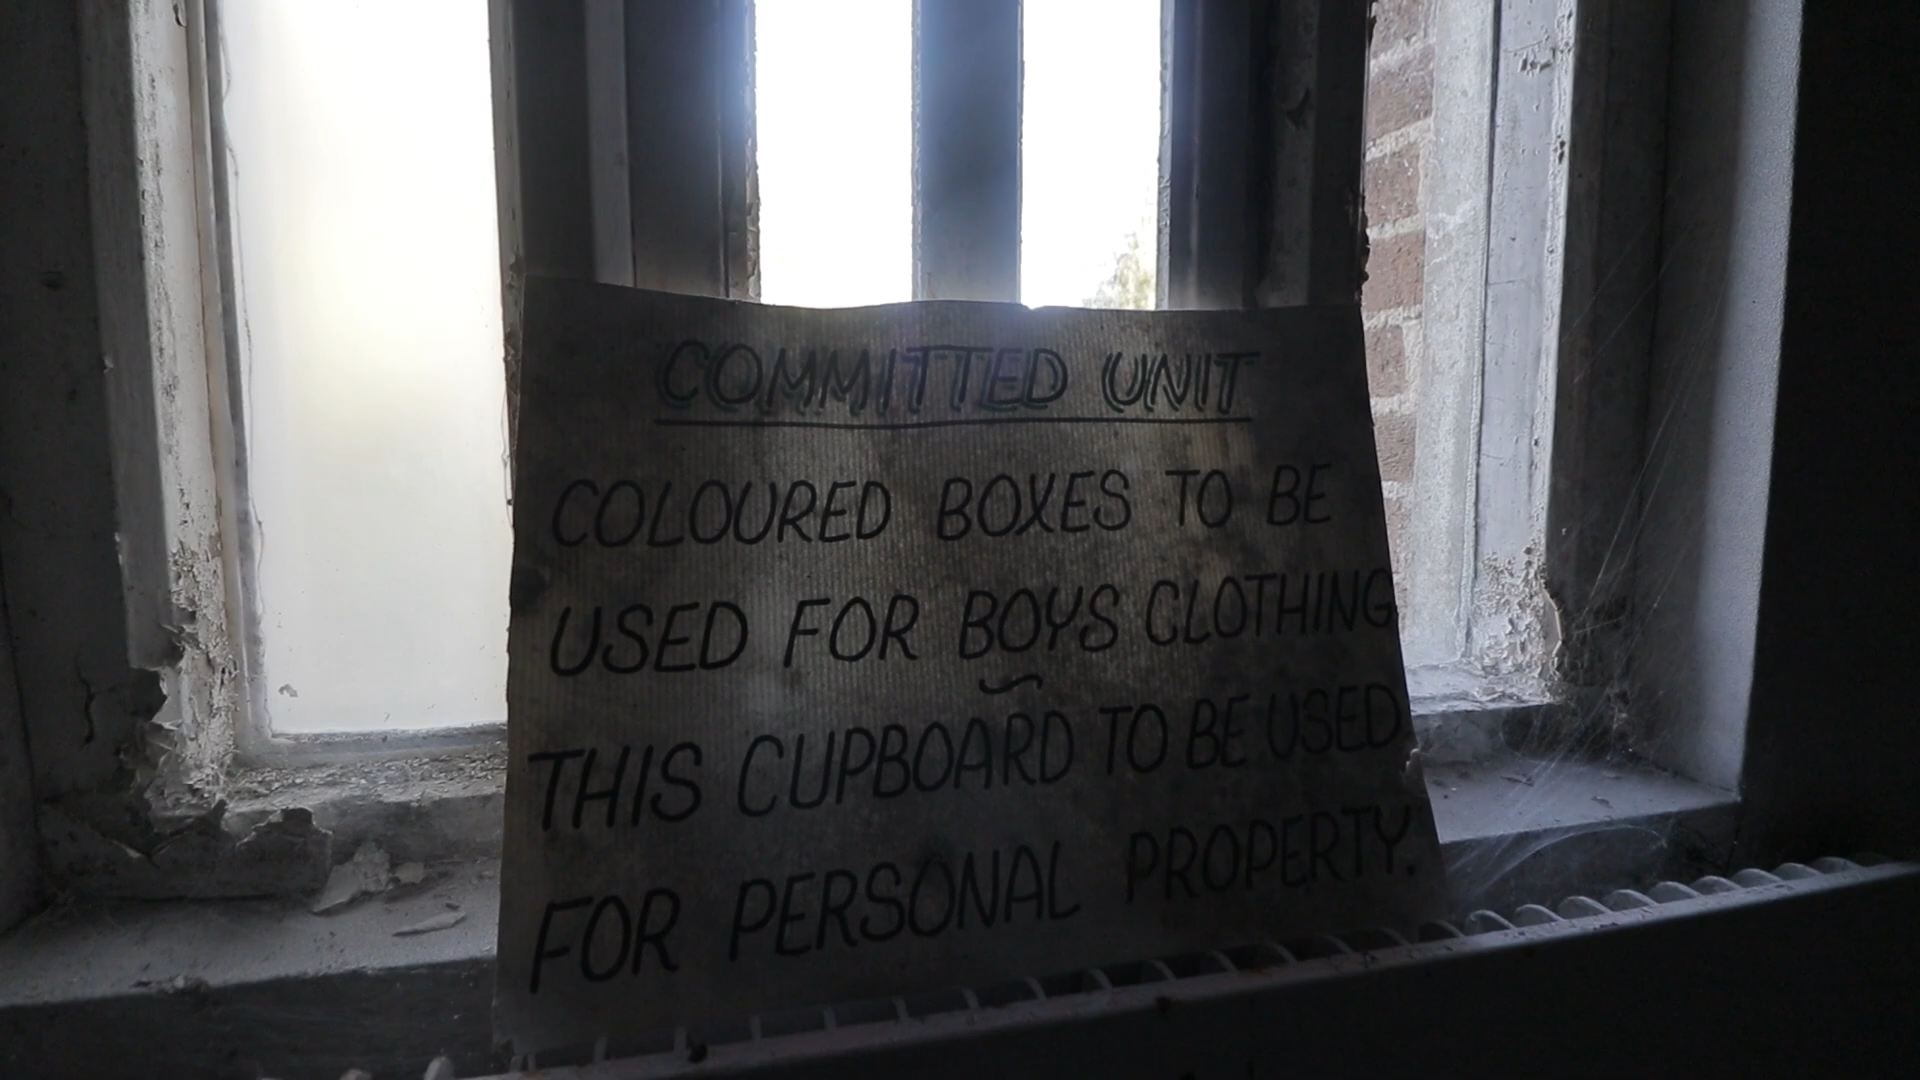 COMMITTED UNIT
COLOURED BOXES TO BE
USED FOR BOYS CLOTHING
~
THIS CUPBOARD TO BE USED
FOR PERSONAL PROPERTY.